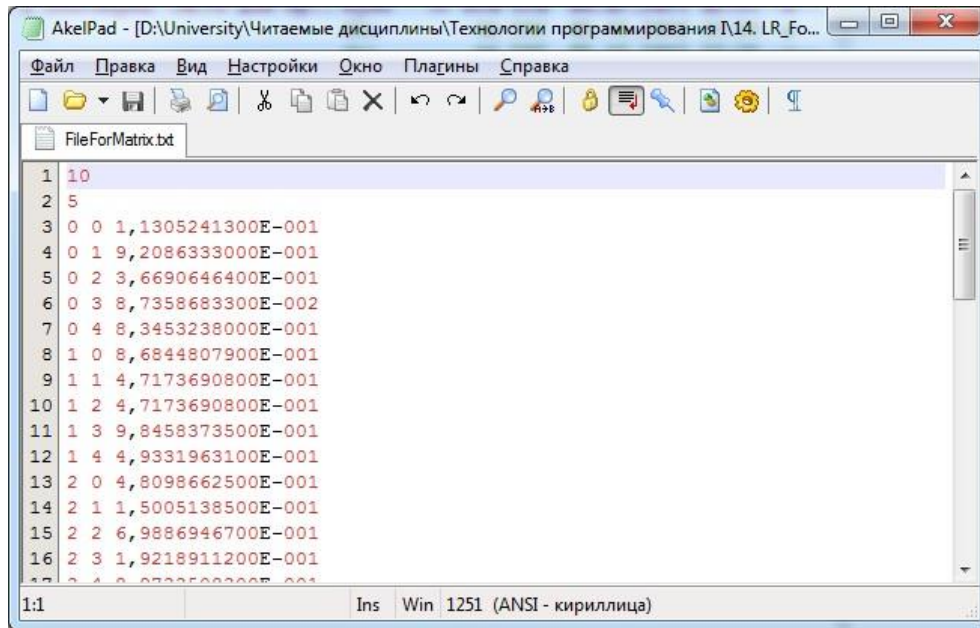 AkelPad - [D:\University\Читаемые дисциплины\Технологии программирования I\14. LR_Fo...
Файл Правка Вид Настройки Окно Плагины Справка
FileForMatrix.txt
1 10
2 5
3 0 0 1,1305241300E-001
4 0 1 9,2086333000E-001
5 0 2 3,6690646400E-001
6 0 3 8,7358683300E-002
7 0 4 8,3453238000E-001
8 1 0 8,6844807900E-001
9 1 1 4,7173690800E-001
10 1 2 4,7173690800E-001
11 1 3 9,8458373500E-001
12 1 4 4,9331963100E-001
13 2 0 4,8098662500E-001
14 2 1 1,5005138500E-001
15 2 2 6,9886946700E-001
16 2 3 1,9218911200E-001
1:1 Ins Win 1251 (ANSI - кириллица)